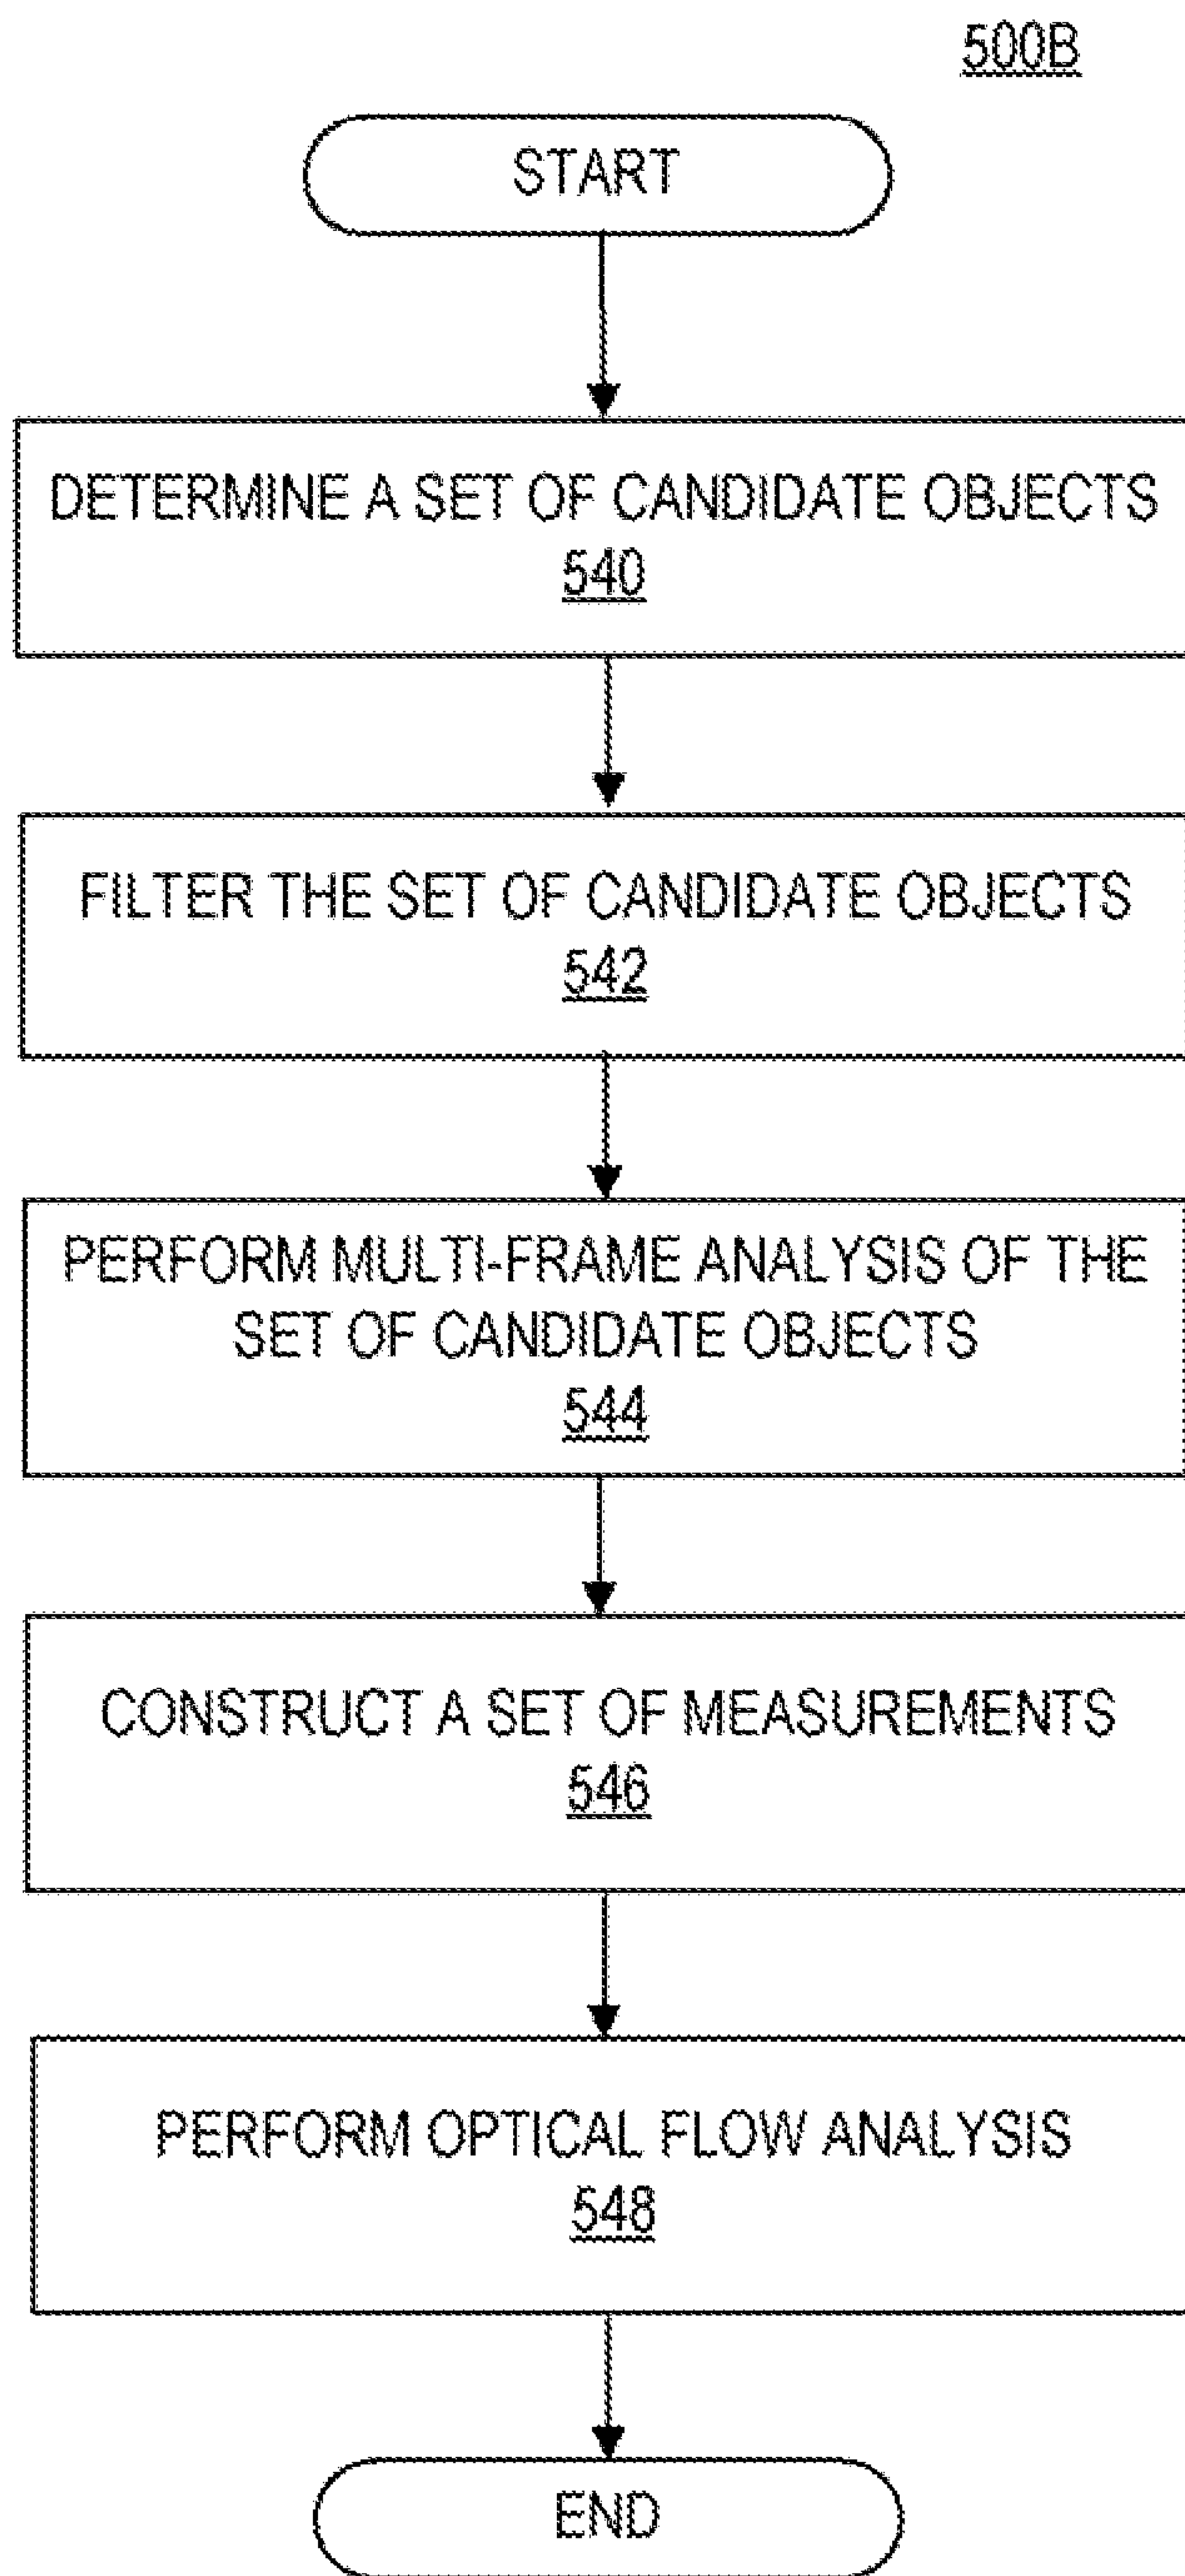 500B
START
DETERMINE A SET OF CANDIDATE OBJECTS
540
FILTER THE SET OF CANDIDATE OBJECTS
542
PERFORM MULTI-FRAME ANALYSIS OF THE
SET OF CANDIDATE OBJECTS
544
CONSTRUCT A SET OF MEASUREMENTS
546
PERFORM OPTICAL FLOW ANALYSIS
548
END